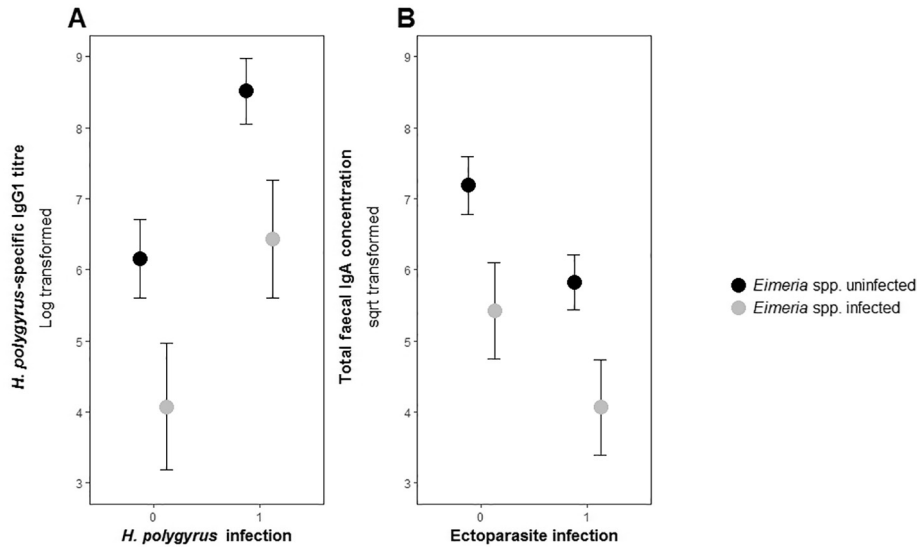 A
H. polygyrus-specific IgG1 titre
Log transformed
9
8
7
6
5
4
3
0
1
H. polygyrus infection
B
Total faecal IgA concentration
sqrt transformed
9
8
7
6
5
4
3
0
1
Ectoparasite infection
Eimeria spp. uninfected
Eimeria spp. infected